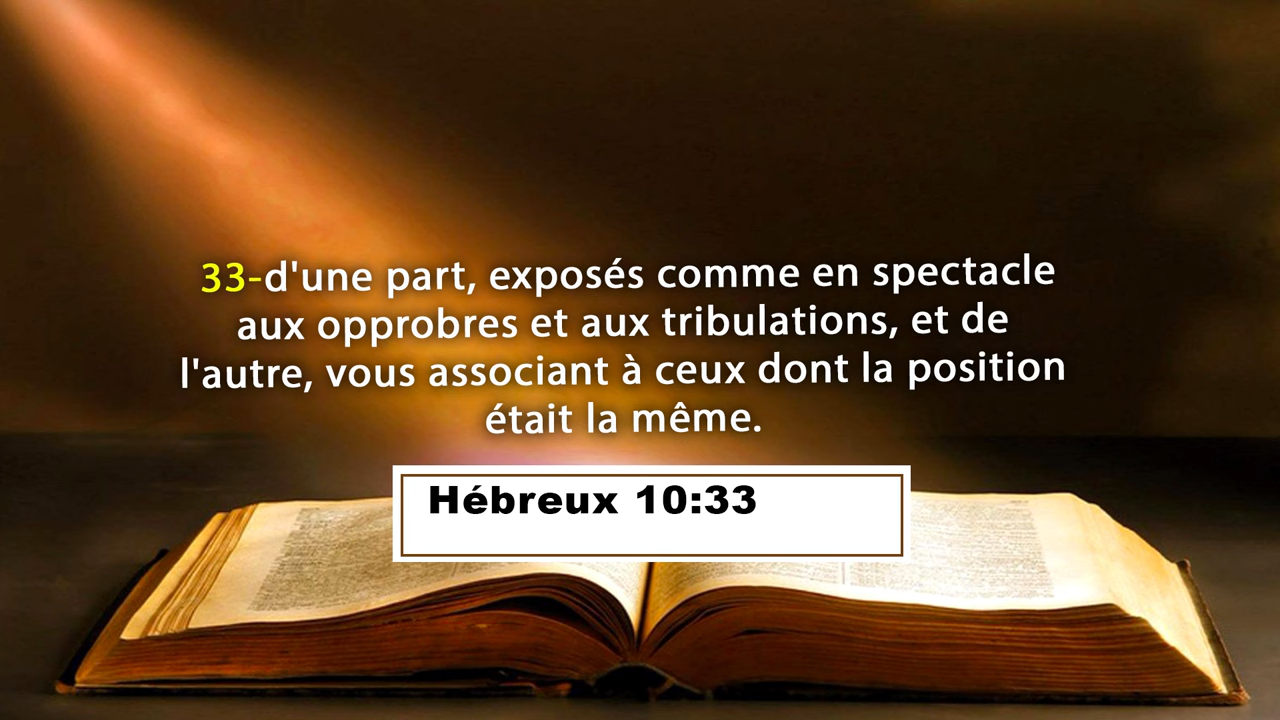 33-d'une part, exposés comme en spectacle
aux opprobres et aux tribulations, et de
l'autre, vous associant à ceux dont la position
était la même.
Hébreux 10:33